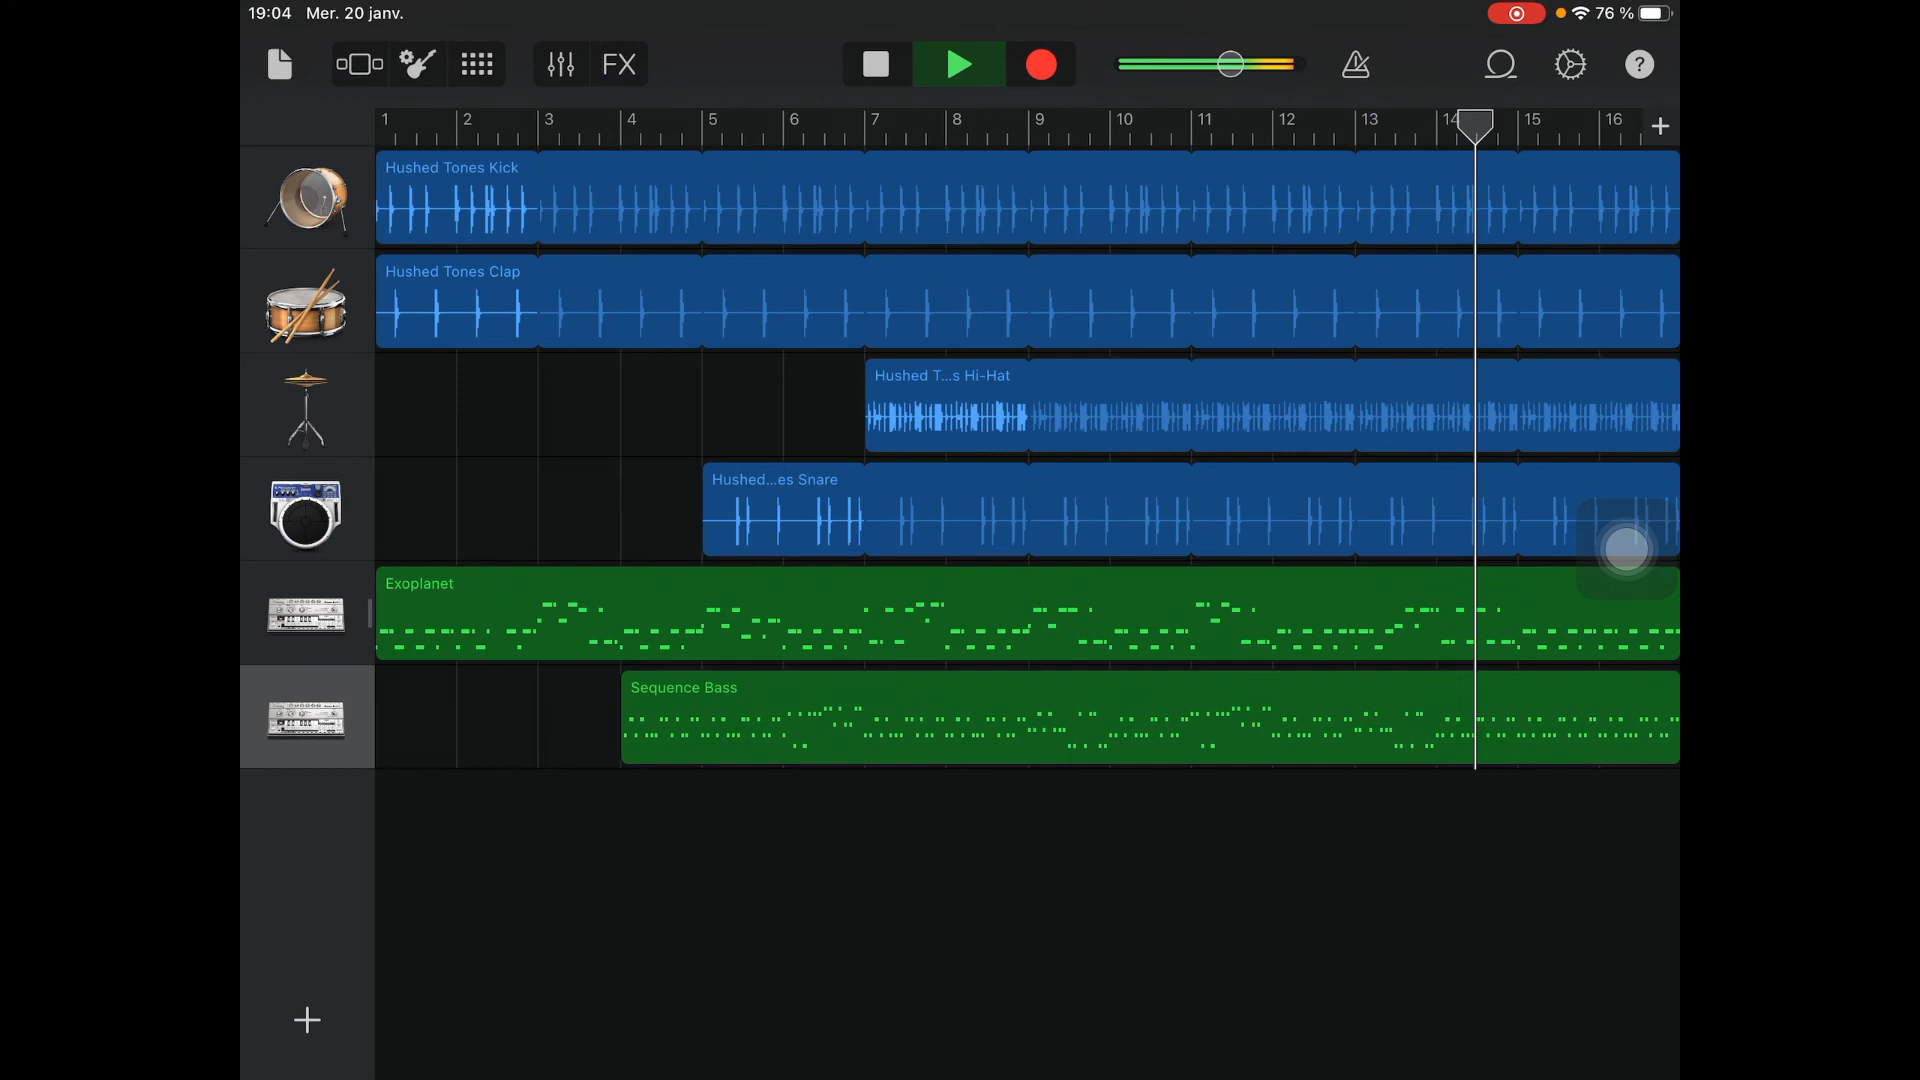 19:04 Mer. 20 janv. 76 %
FX ?
1 2 3 4 5 6 7 8 9 10 11 12 13 14 15 16 +
Hushed Tones Kick
Hushed Tones Clap
Hushed T...s Hi-Hat
Hushed...es Snare
Exoplanet
Sequence Bass
+